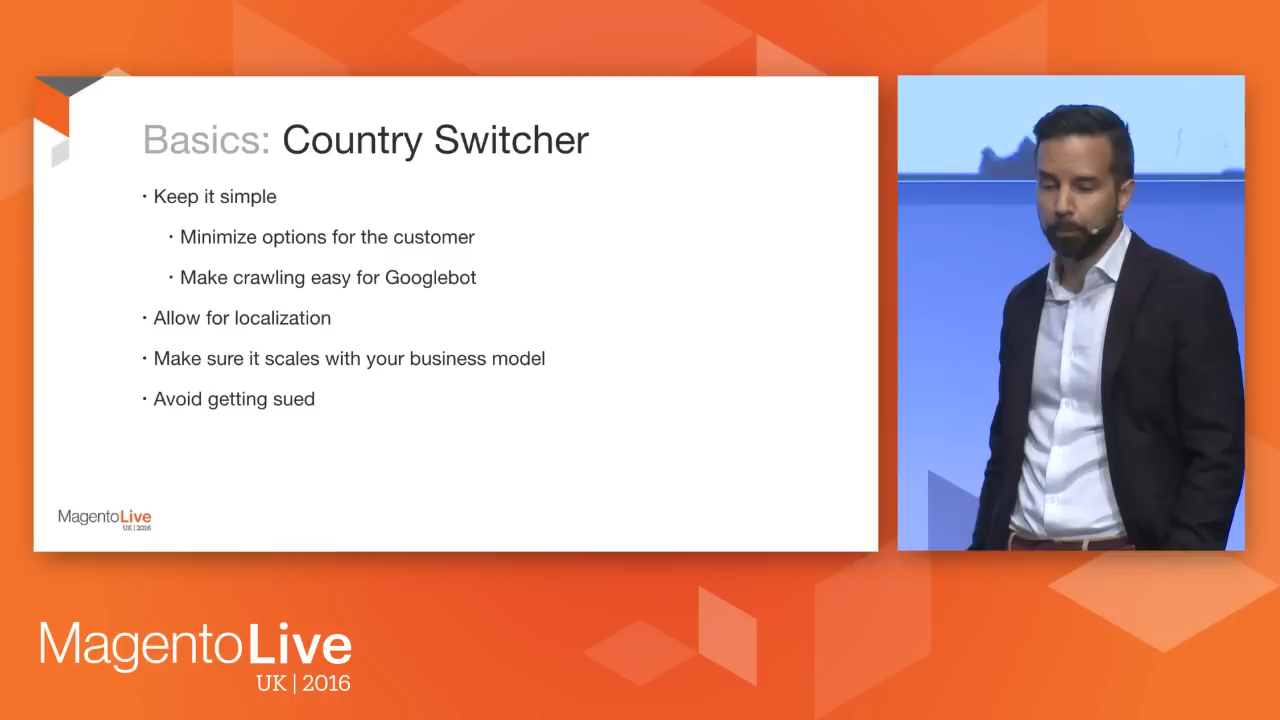 Basics: Country Switcher
· Keep it simple
· Minimize options for the customer
· Make crawling easy for Googlebot
· Allow for localization
· Make sure it scales with your business model
· Avoid getting sued
MagentoLive
UK | 2016
MagentoLive
UK | 2016